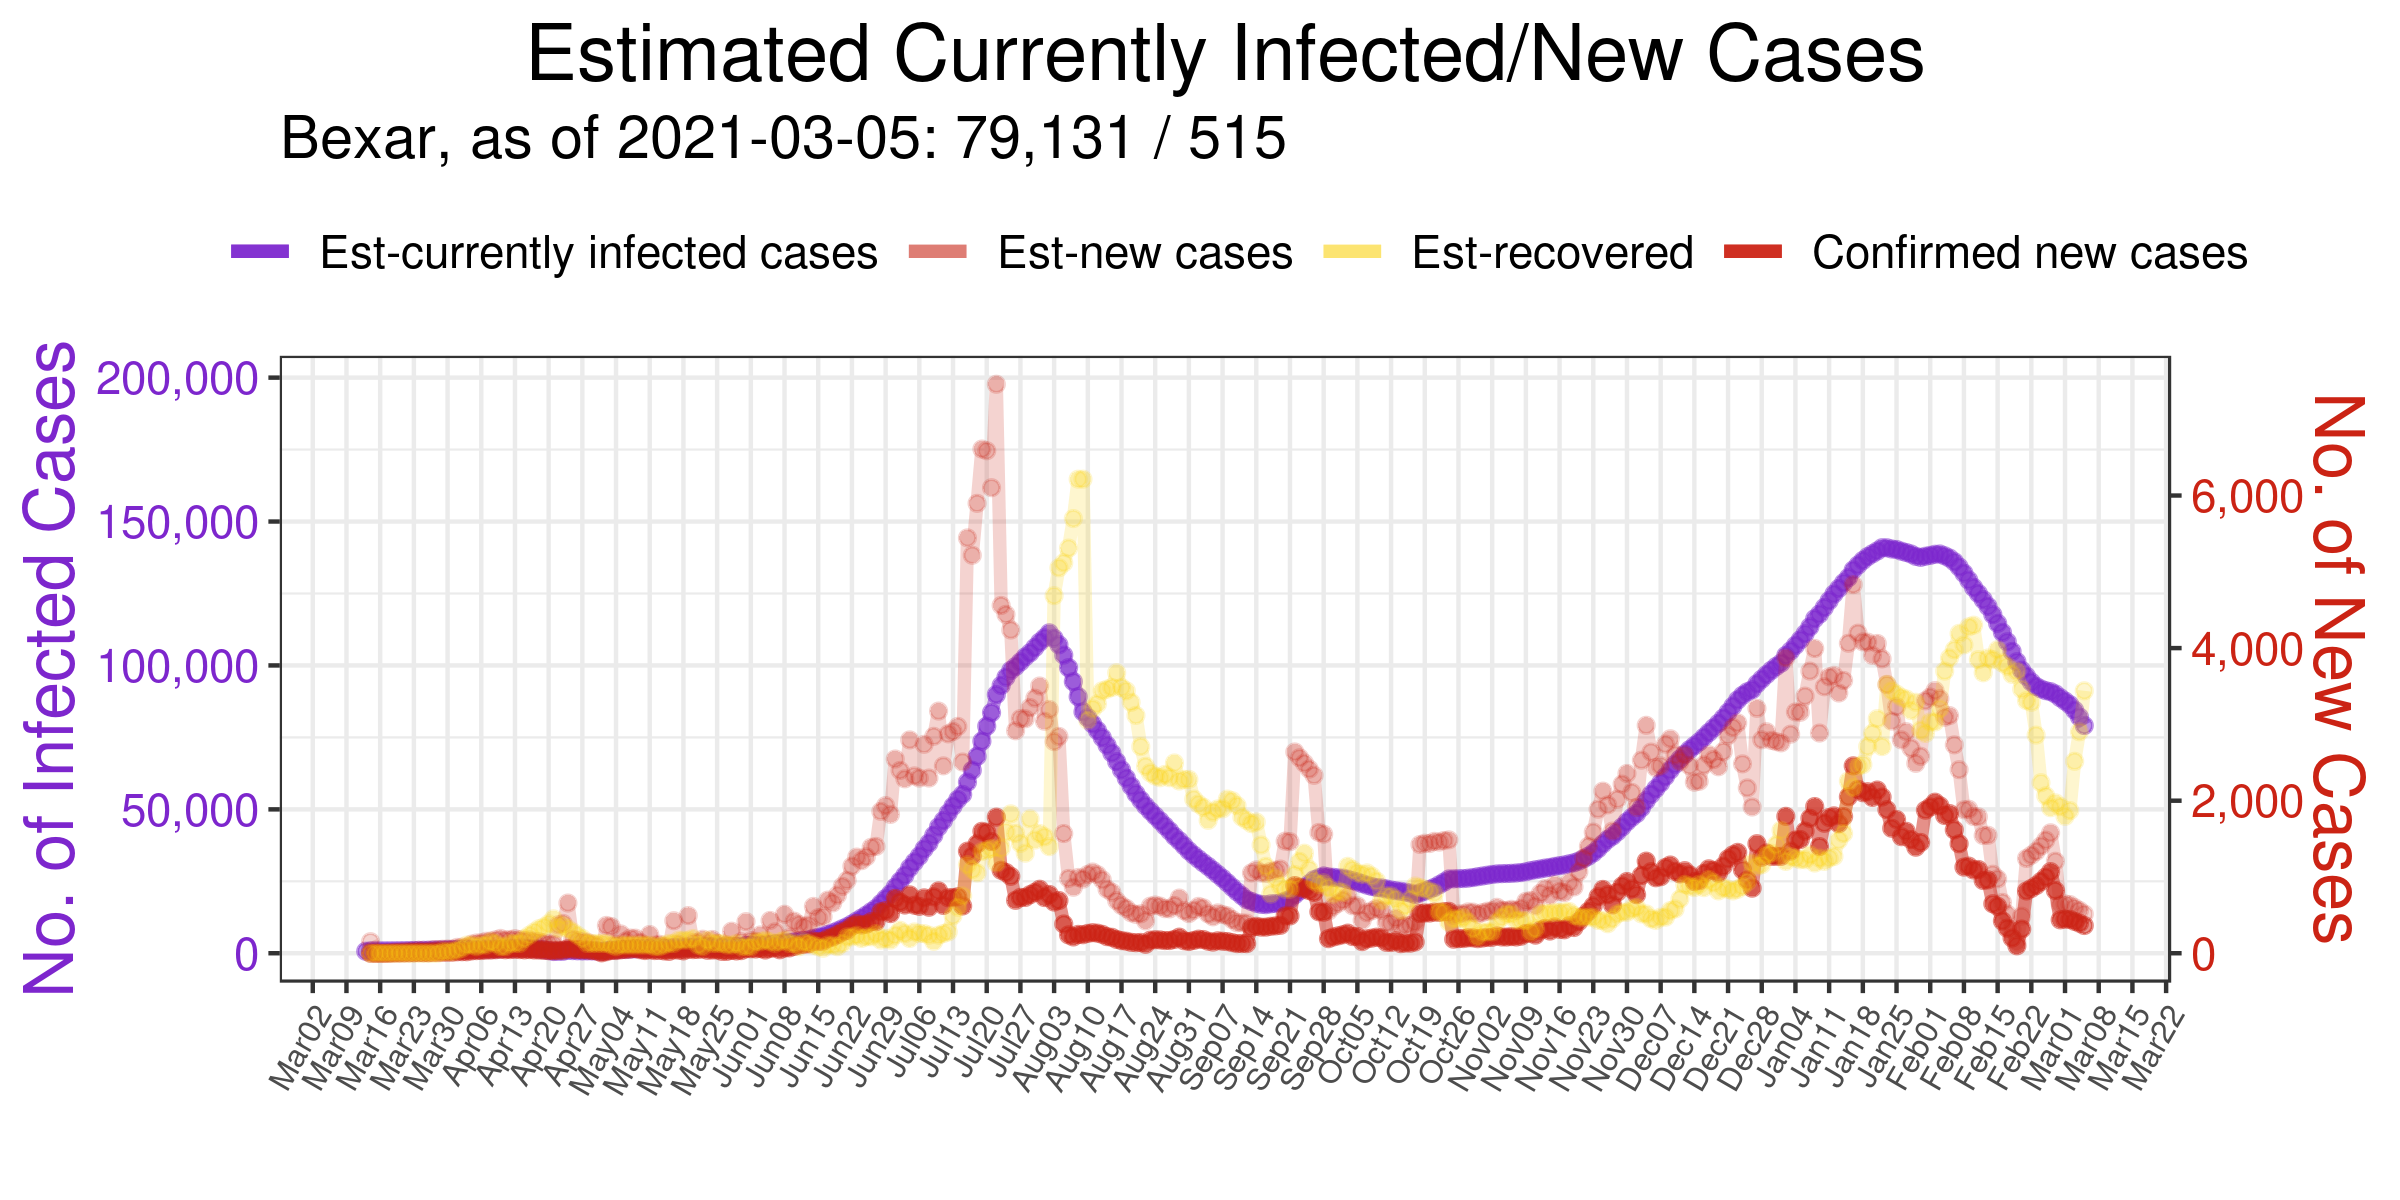 Estimated Currently Infected/New Cases
Bexar, as of 2021-03-05: 79,131 / 515
Est-currently infected cases Est-new cases Est-recovered Confirmed new cases
No. of Infected Cases
200,000
150,000
100,000
50,000
0
No. of New Cases
6,000
4,000
2,000
0
Mar02 Mar09 Mar16 Mar23 Mar30 Apr06 Apr13 Apr20 Apr27 May04 May11 May18 May25 Jun01 Jun08 Jun15 Jun22 Jun29 Jul06 Jul13 Jul20 Jul27 Aug03 Aug10 Aug17 Aug24 Aug31 Sep07 Sep14 Sep21 Sep28 Oct05 Oct12 Oct19 Oct26 Nov02 Nov09 Nov16 Nov23 Nov30 Dec07 Dec14 Dec21 Dec28 Jan04 Jan11 Jan18 Jan25 Feb01 Feb08 Feb15 Feb22 Mar01 Mar08 Mar15 Mar22